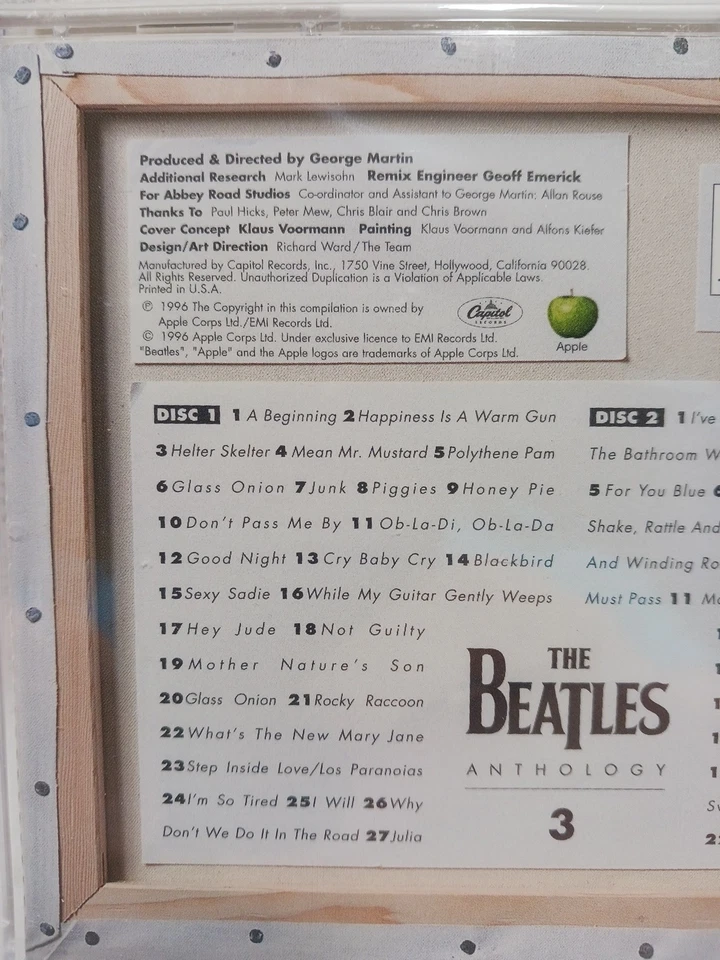 Produced & Directed by George Martin
Additional Research Mark Lewisohn Remix Engineer Geoff Emerick
For Abbey Road Studios Co-ordinator and Assistant to George Martin: Allan Rouse
Thanks To Paul Hicks, Peter Mew, Chris Blair and Chris Brown
Cover Concept Klaus Voormann Painting Klaus Voormann and Alfons Kiefer
Design/Art Direction Richard Ward/The Team
Manufactured by Capitol Records, Inc., 1750 Vine Street, Hollywood, California 90028.
All Rights Reserved. Unauthorized Duplication is a Violation of Applicable Laws.
Printed in U.S.A.
℗ 1996 The Copyright in this compilation is owned by
Apple Corps Ltd./EMI Records Ltd.
© 1996 Apple Corps Ltd. Under exclusive licence to EMI Records Ltd.
"Beatles", "Apple" and the Apple logos are trademarks of Apple Corps Ltd.
Capitol
RECORDS
Apple
DISC 1 1 A Beginning 2 Happiness Is A Warm Gun
3 Helter Skelter 4 Mean Mr. Mustard 5 Polythene Pam
6 Glass Onion 7 Junk 8 Piggies 9 Honey Pie
10 Don't Pass Me By 11 Ob-La-Di, Ob-La-Da
12 Good Night 13 Cry Baby Cry 14 Blackbird
15 Sexy Sadie 16 While My Guitar Gently Weeps
17 Hey Jude 18 Not Guilty
19 Mother Nature's Son
20 Glass Onion 21 Rocky Raccoon
22 What's The New Mary Jane
23 Step Inside Love/Los Paranoias
24 I'm So Tired 25 I Will 26 Why
Don't We Do It In The Road 27 Julia
DISC 2 1 I've
The Bathroom W
5 For You Blue 6
Shake, Rattle And
And Winding Ro
Must Pass 11 Ma
THE
BEATLES
ANTHOLOGY
3